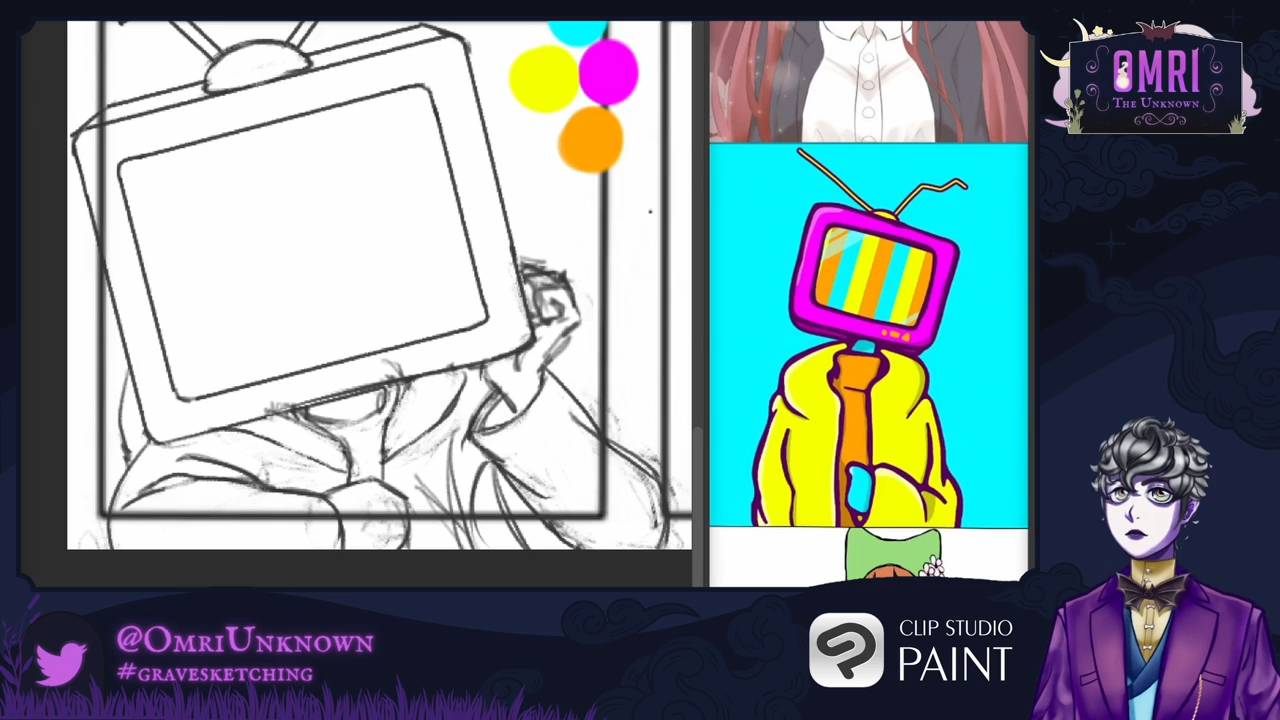 OMRI
The Unknown
@OmriUnknown
#gravesketching
CLIP STUDIO
PAINT